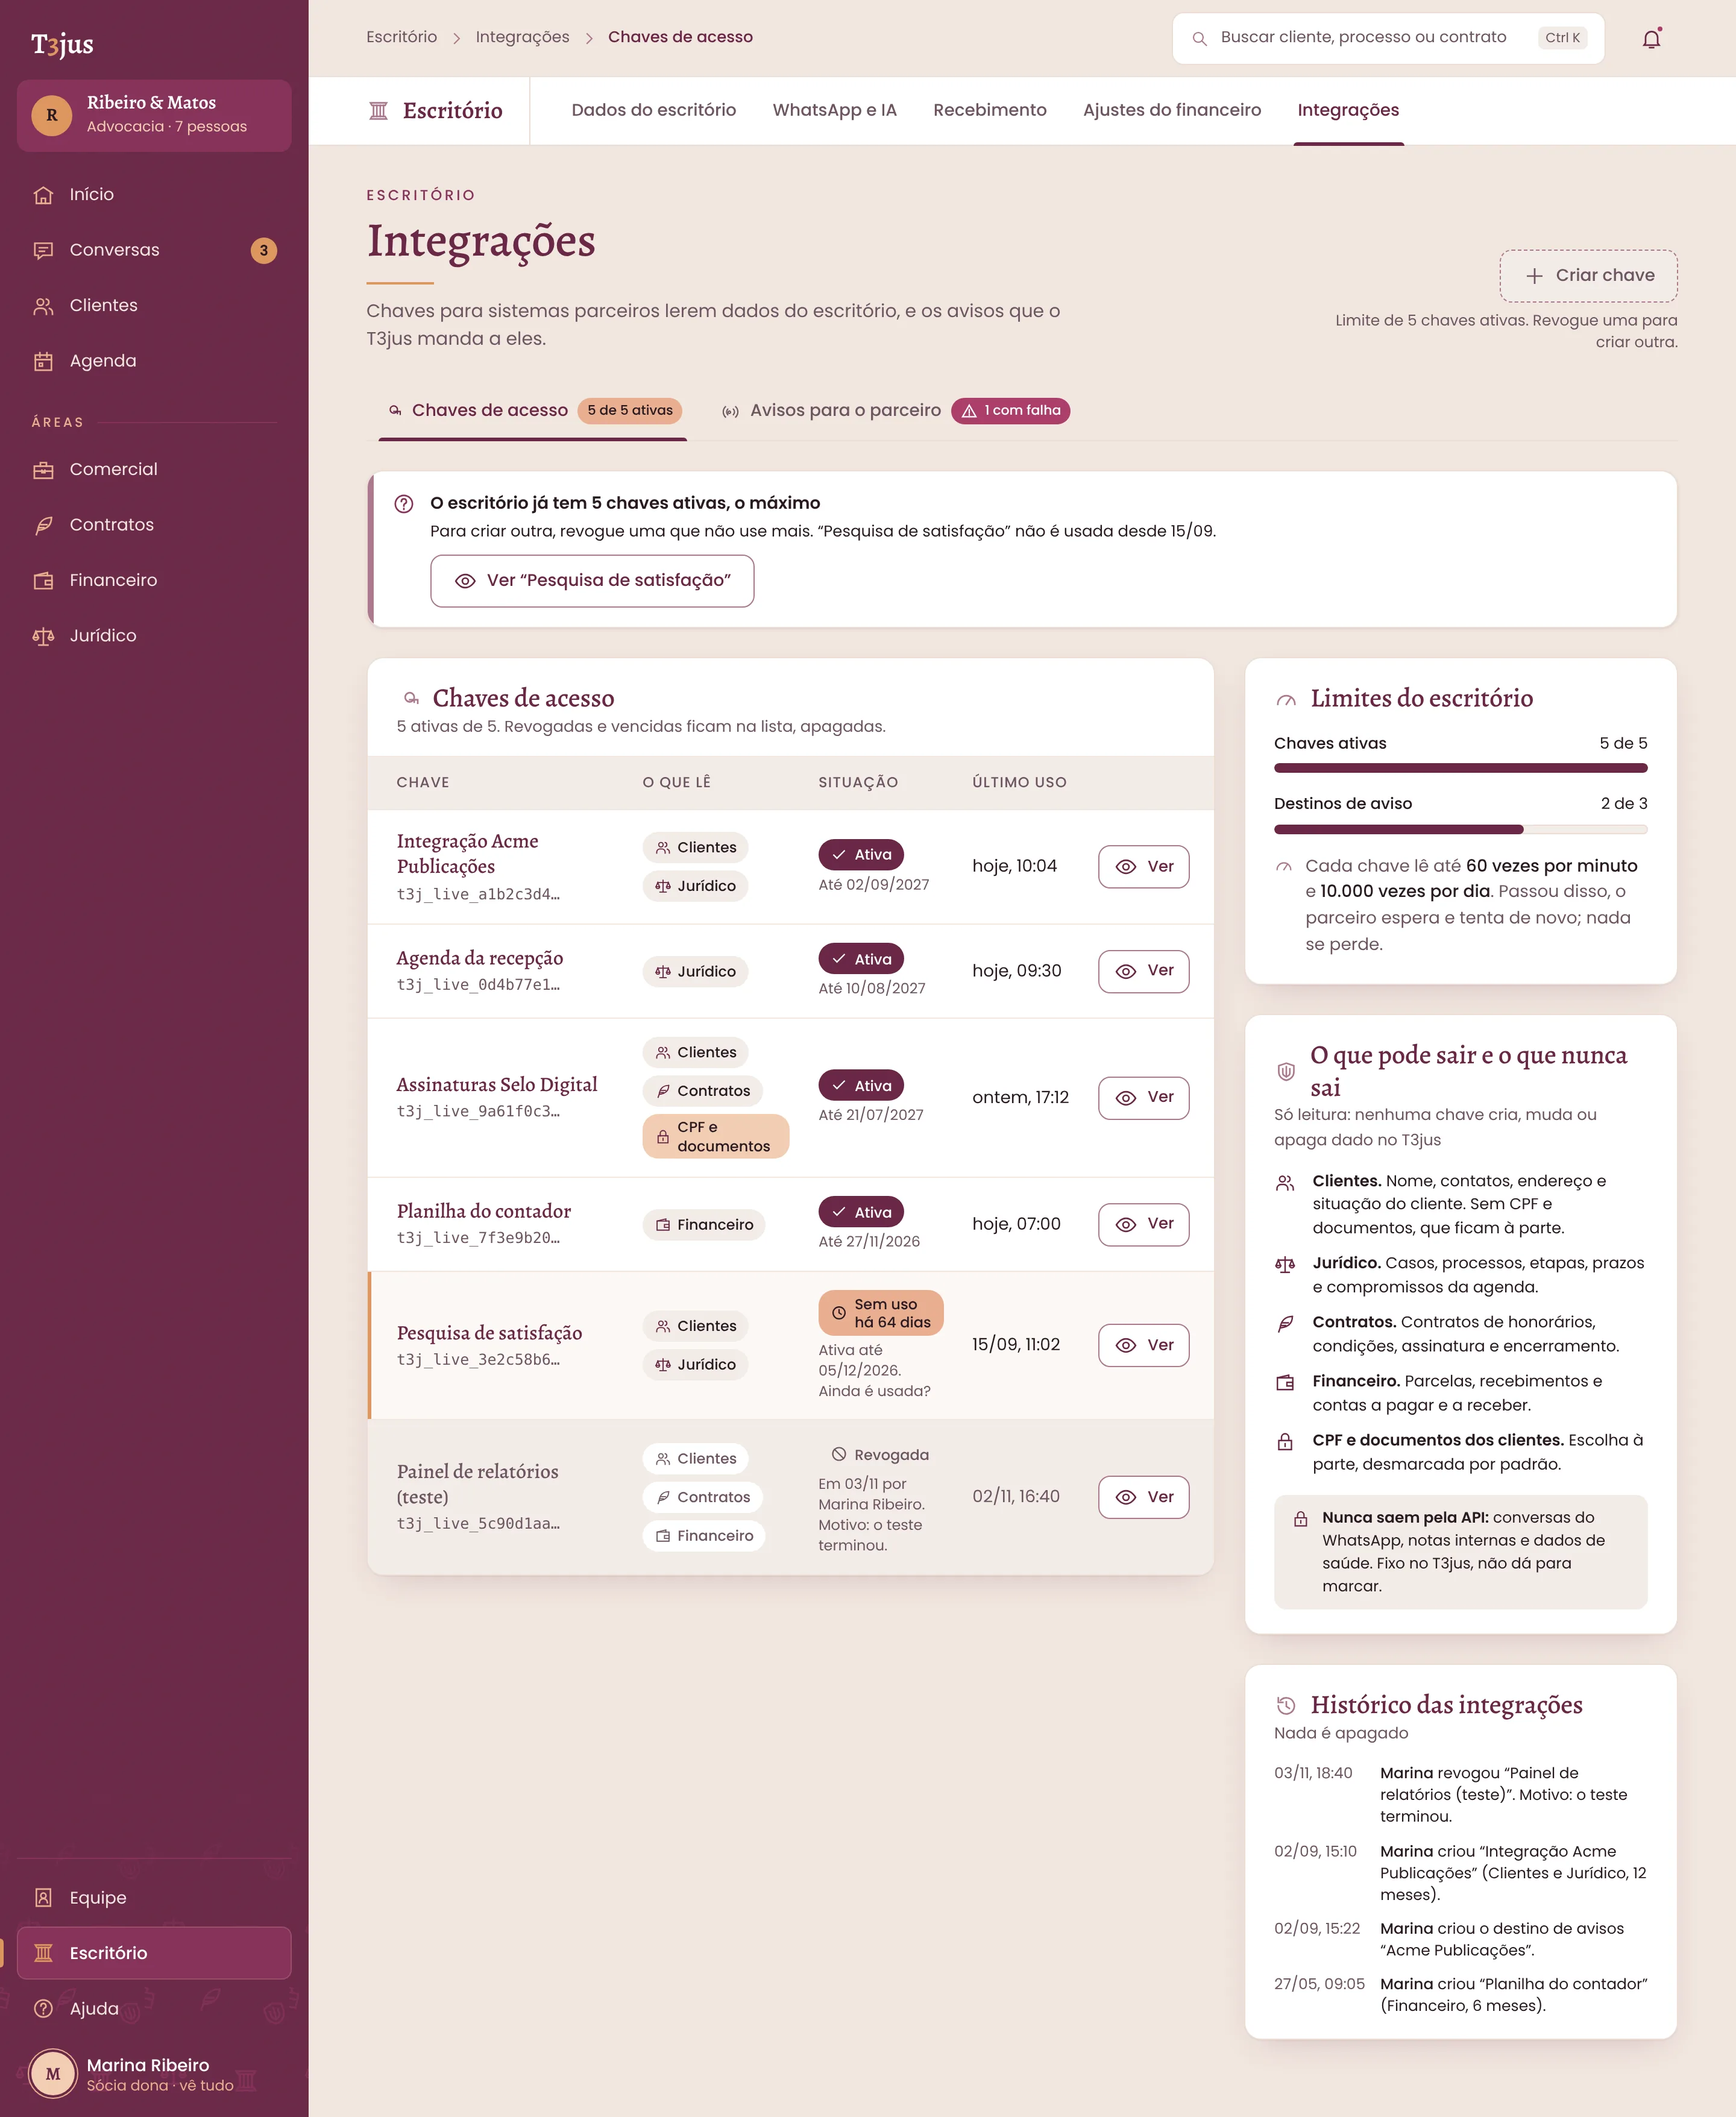 T3jus
R
Ribeiro & Matos
Advocacia · 7 pessoas
Início
Conversas
3
Clientes
Agenda
ÁREAS
Comercial
Contratos
Financeiro
Jurídico
Equipe
Escritório
Ajuda
M
Marina Ribeiro
Sócia dona · vê tudo
Escritório
Integrações
Chaves de acesso
Buscar cliente, processo ou contrato
Ctrl K
Escritório
Dados do escritório
WhatsApp e IA
Recebimento
Ajustes do financeiro
Integrações
ESCRITÓRIO
Integrações
Chaves para sistemas parceiros lerem dados do escritório, e os avisos que o
T3jus manda a eles.
Criar chave
Limite de 5 chaves ativas. Revogue uma para
criar outra.
Chaves de acesso
5 de 5 ativas
Avisos para o parceiro
1 com falha
O escritório já tem 5 chaves ativas, o máximo
Para criar outra, revogue uma que não use mais. “Pesquisa de satisfação” não é usada desde 15/09.
Ver “Pesquisa de satisfação”
Chaves de acesso
5 ativas de 5. Revogadas e vencidas ficam na lista, apagadas.
CHAVE
O QUE LÊ
SITUAÇÃO
ÚLTIMO USO
Integração Acme
Publicações
t3j_live_a1b2c3d4…
Clientes
Jurídico
Ativa
Até 02/09/2027
hoje, 10:04
Ver
Agenda da recepção
t3j_live_0d4b77e1…
Jurídico
Ativa
Até 10/08/2027
hoje, 09:30
Ver
Assinaturas Selo Digital
t3j_live_9a61f0c3…
Clientes
Contratos
CPF e
documentos
Ativa
Até 21/07/2027
ontem, 17:12
Ver
Planilha do contador
t3j_live_7f3e9b20…
Financeiro
Ativa
Até 27/11/2026
hoje, 07:00
Ver
Pesquisa de satisfação
t3j_live_3e2c58b6…
Clientes
Jurídico
Sem uso
há 64 dias
Ativa até
05/12/2026.
Ainda é usada?
15/09, 11:02
Ver
Painel de relatórios
(teste)
t3j_live_5c90d1aa…
Clientes
Contratos
Financeiro
Revogada
Em 03/11 por
Marina Ribeiro.
Motivo: o teste
terminou.
02/11, 16:40
Ver
Limites do escritório
Chaves ativas
5 de 5
Destinos de aviso
2 de 3
Cada chave lê até 60 vezes por minuto
e 10.000 vezes por dia. Passou disso, o
parceiro espera e tenta de novo; nada
se perde.
O que pode sair e o que nunca
sai
Só leitura: nenhuma chave cria, muda ou
apaga dado no T3jus
Clientes. Nome, contatos, endereço e
situação do cliente. Sem CPF e
documentos, que ficam à parte.
Jurídico. Casos, processos, etapas, prazos
e compromissos da agenda.
Contratos. Contratos de honorários,
condições, assinatura e encerramento.
Financeiro. Parcelas, recebimentos e
contas a pagar e a receber.
CPF e documentos dos clientes. Escolha à
parte, desmarcada por padrão.
Nunca saem pela API: conversas do
WhatsApp, notas internas e dados de
saúde. Fixo no T3jus, não dá para
marcar.
Histórico das integrações
Nada é apagado
03/11, 18:40
Marina revogou “Painel de
relatórios (teste)”. Motivo: o teste
terminou.
02/09, 15:10
Marina criou “Integração Acme
Publicações” (Clientes e Jurídico, 12
meses).
02/09, 15:22
Marina criou o destino de avisos
“Acme Publicações”.
27/05, 09:05
Marina criou “Planilha do contador”
(Financeiro, 6 meses).